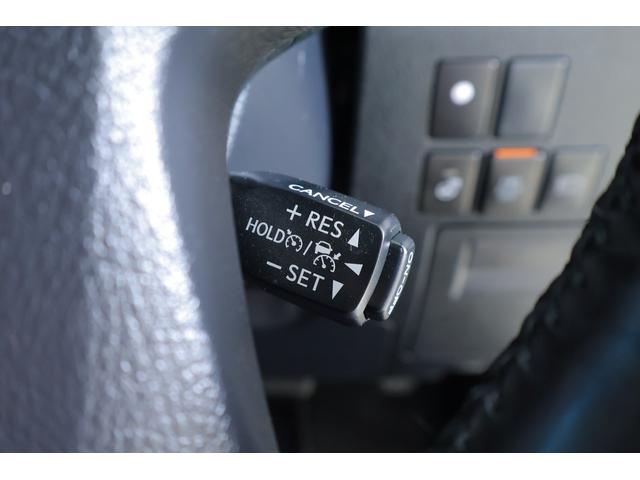 CANCEL▼
+ RES ▲
HOLD /
− SET ▼
ON-OFF